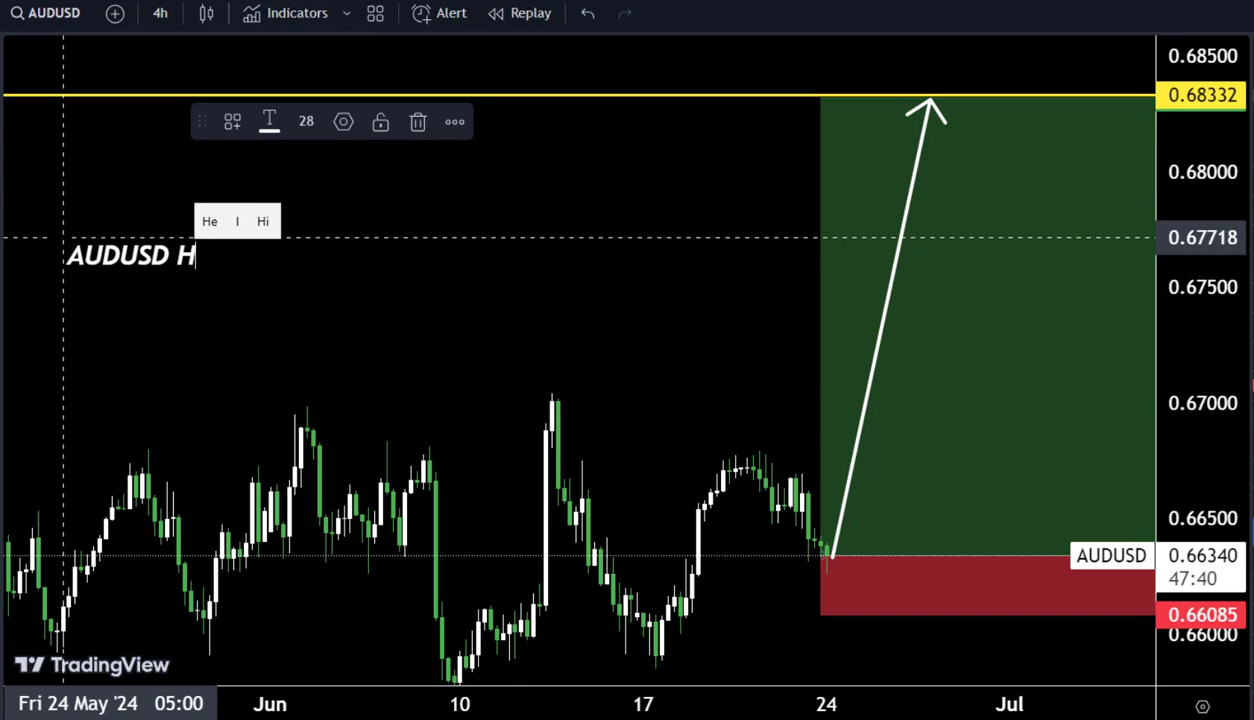 AUDUSD 4h Indicators Alert Replay
0.68500
0.68332
28
0.68000
He I Hi
0.67718
AUDUSD H
0.67500
0.67000
0.66500
AUDUSD 0.66340
47:40
0.66085
0.66000
TradingView
Fri 24 May '24 05:00 Jun 10 17 24 Jul